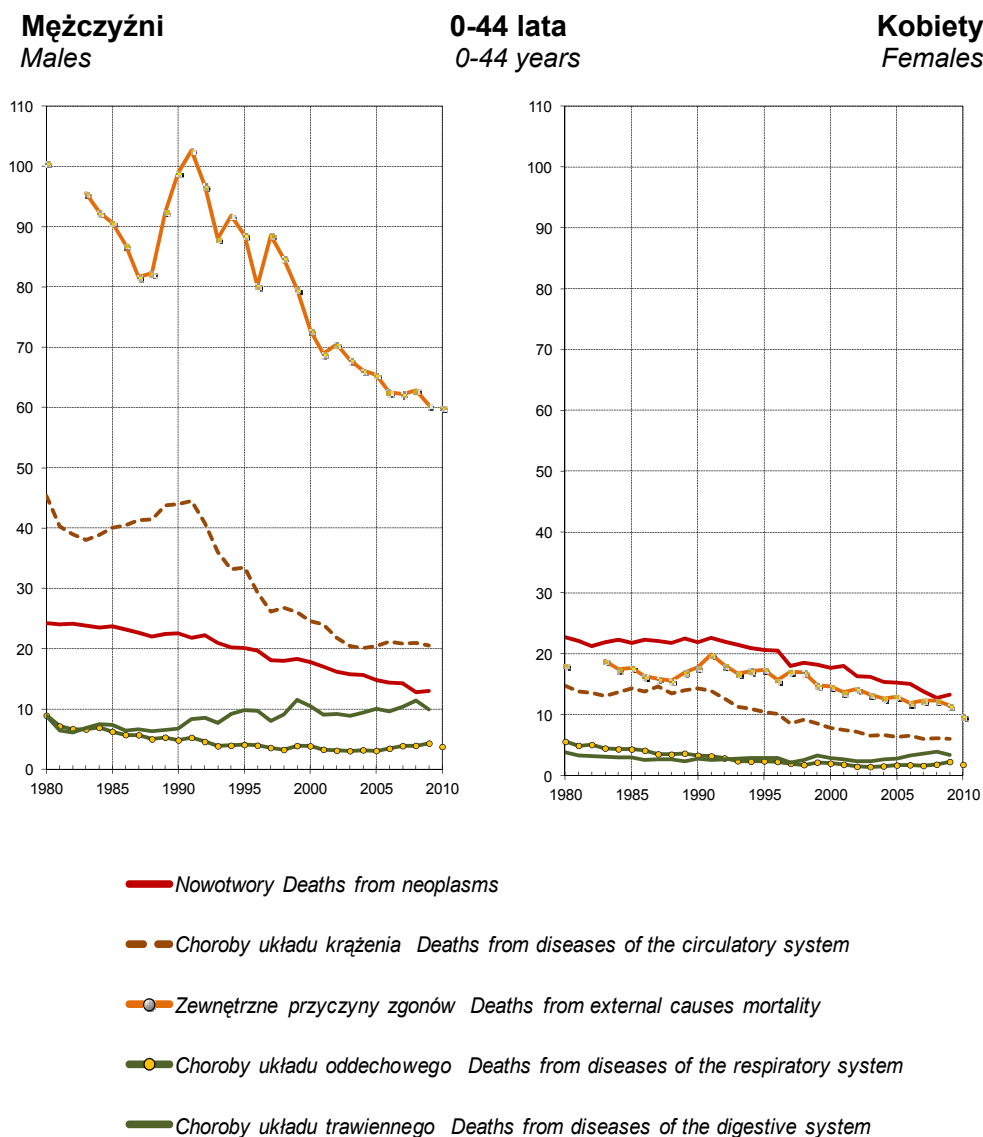 Mężczyźni 0-44 lata Kobiety
Males 0-44 years Females
110 110
100 100
90 90
80 80
70 70
60 60
50 50
40 40
30 30
20 20
10 10
0 0
1980 1985 1990 1995 2000 2005 2010 1980 1985 1990 1995 2000 2005 2010
Nowotwory Deaths from neoplasms
Choroby układu krążenia Deaths from diseases of the circulatory system
Zewnętrzne przyczyny zgonów Deaths from external causes mortality
Choroby układu oddechowego Deaths from diseases of the respiratory system
Choroby układu trawiennego Deaths from diseases of the digestive system